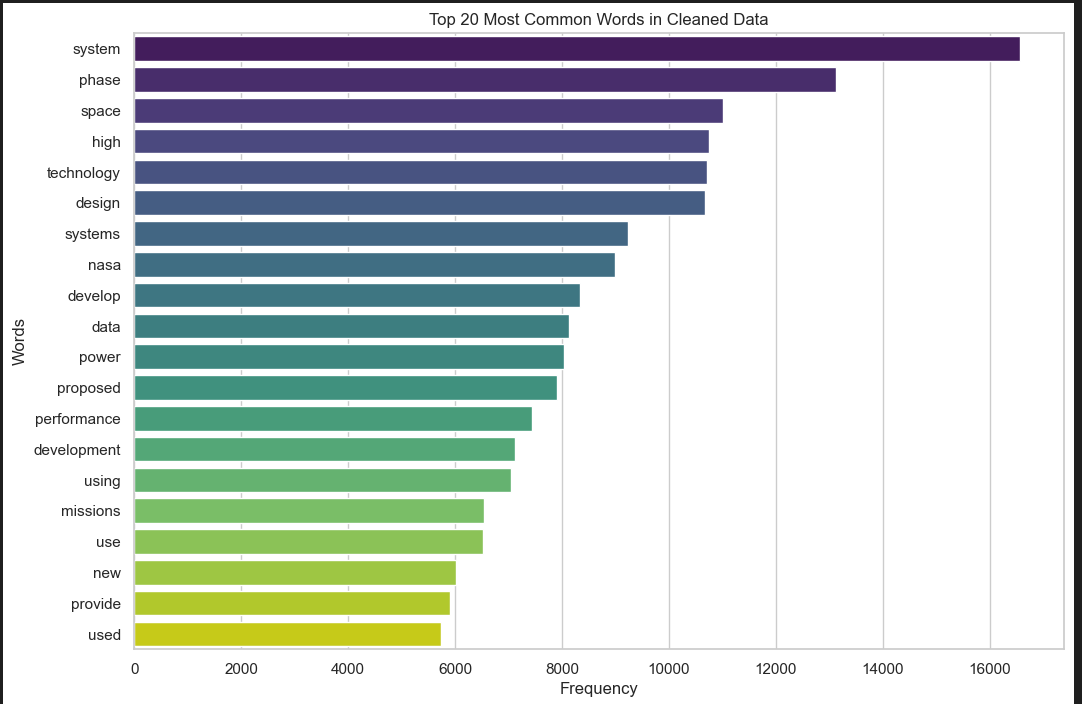 Top 20 Most Common Words in Cleaned Data
Words
system
phase
space
high
technology
design
systems
nasa
develop
data
power
proposed
performance
development
using
missions
use
new
provide
used
0 2000 4000 6000 8000 10000 12000 14000 16000
Frequency